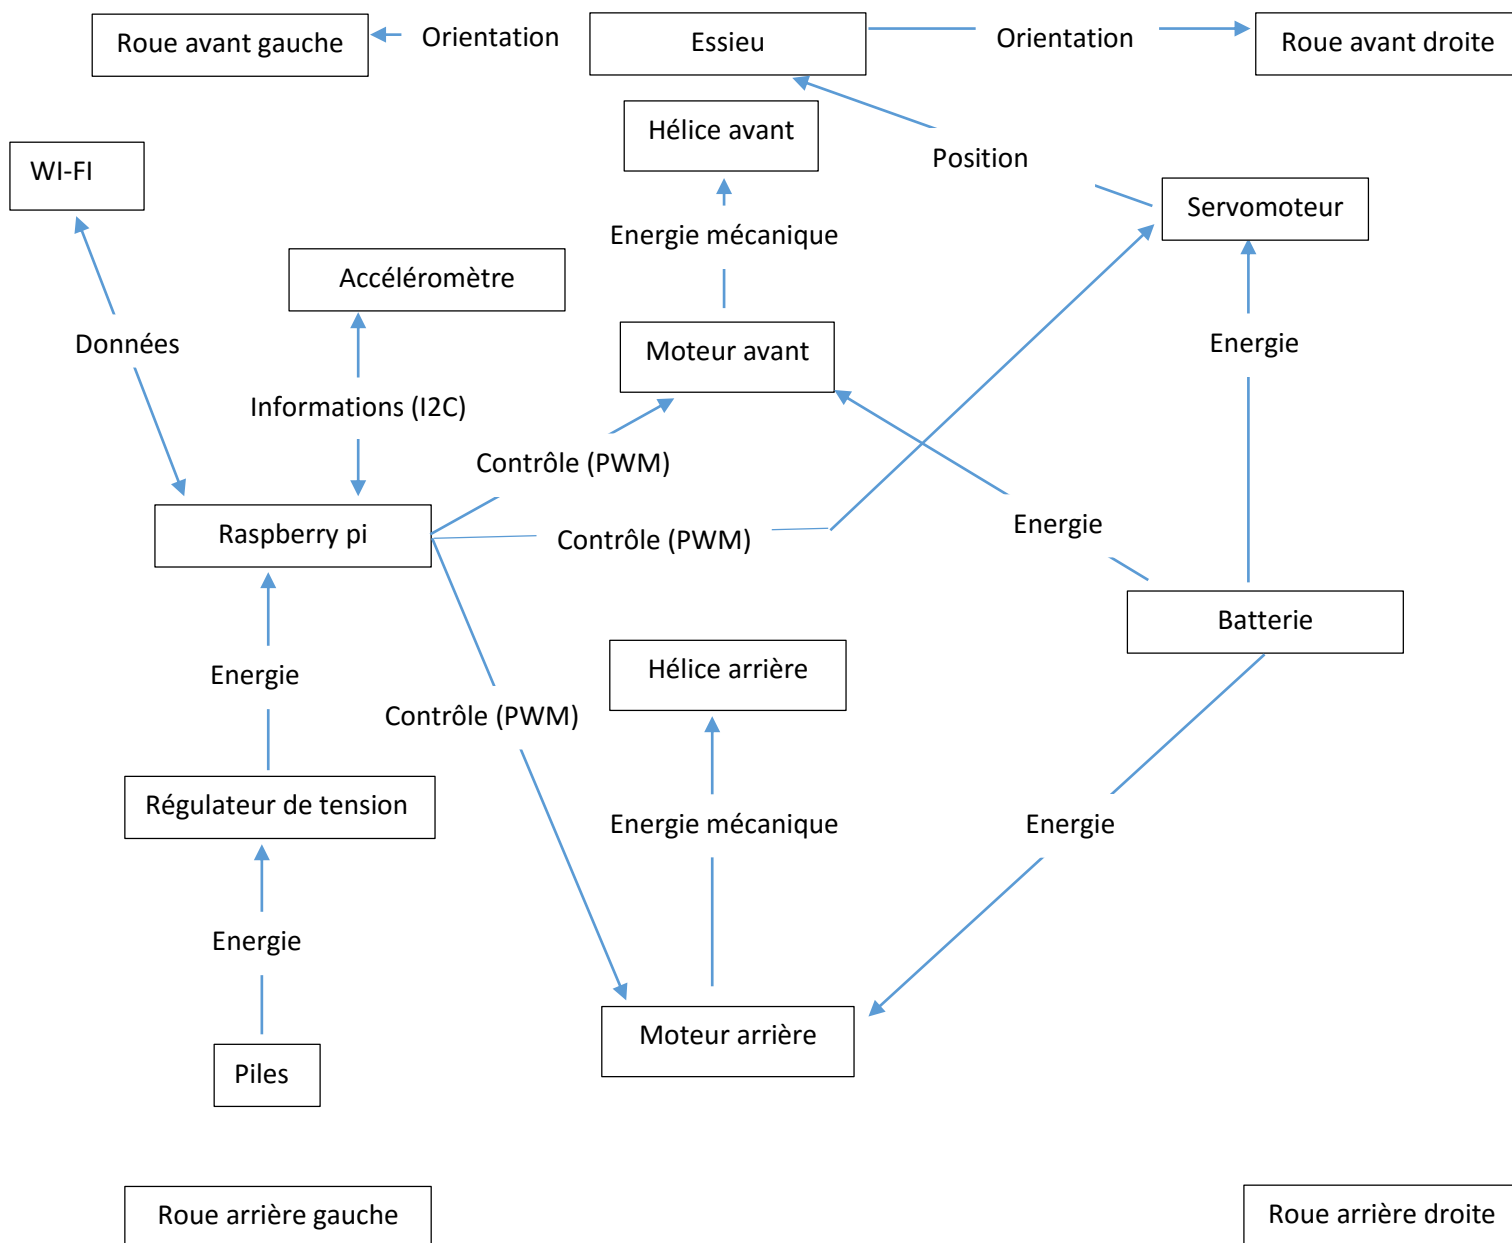 Roue avant gauche
Orientation
Essieu
Orientation
Roue avant droite
Hélice avant
WI-FI
Position
Servomoteur
Energie mécanique
Accéléromètre
Données
Moteur avant
Energie
Informations (I2C)
Contrôle (PWM)
Raspberry pi
Contrôle (PWM)
Energie
Batterie
Energie
Hélice arrière
Contrôle (PWM)
Régulateur de tension
Energie mécanique
Energie
Energie
Moteur arrière
Piles
Roue arrière gauche
Roue arrière droite